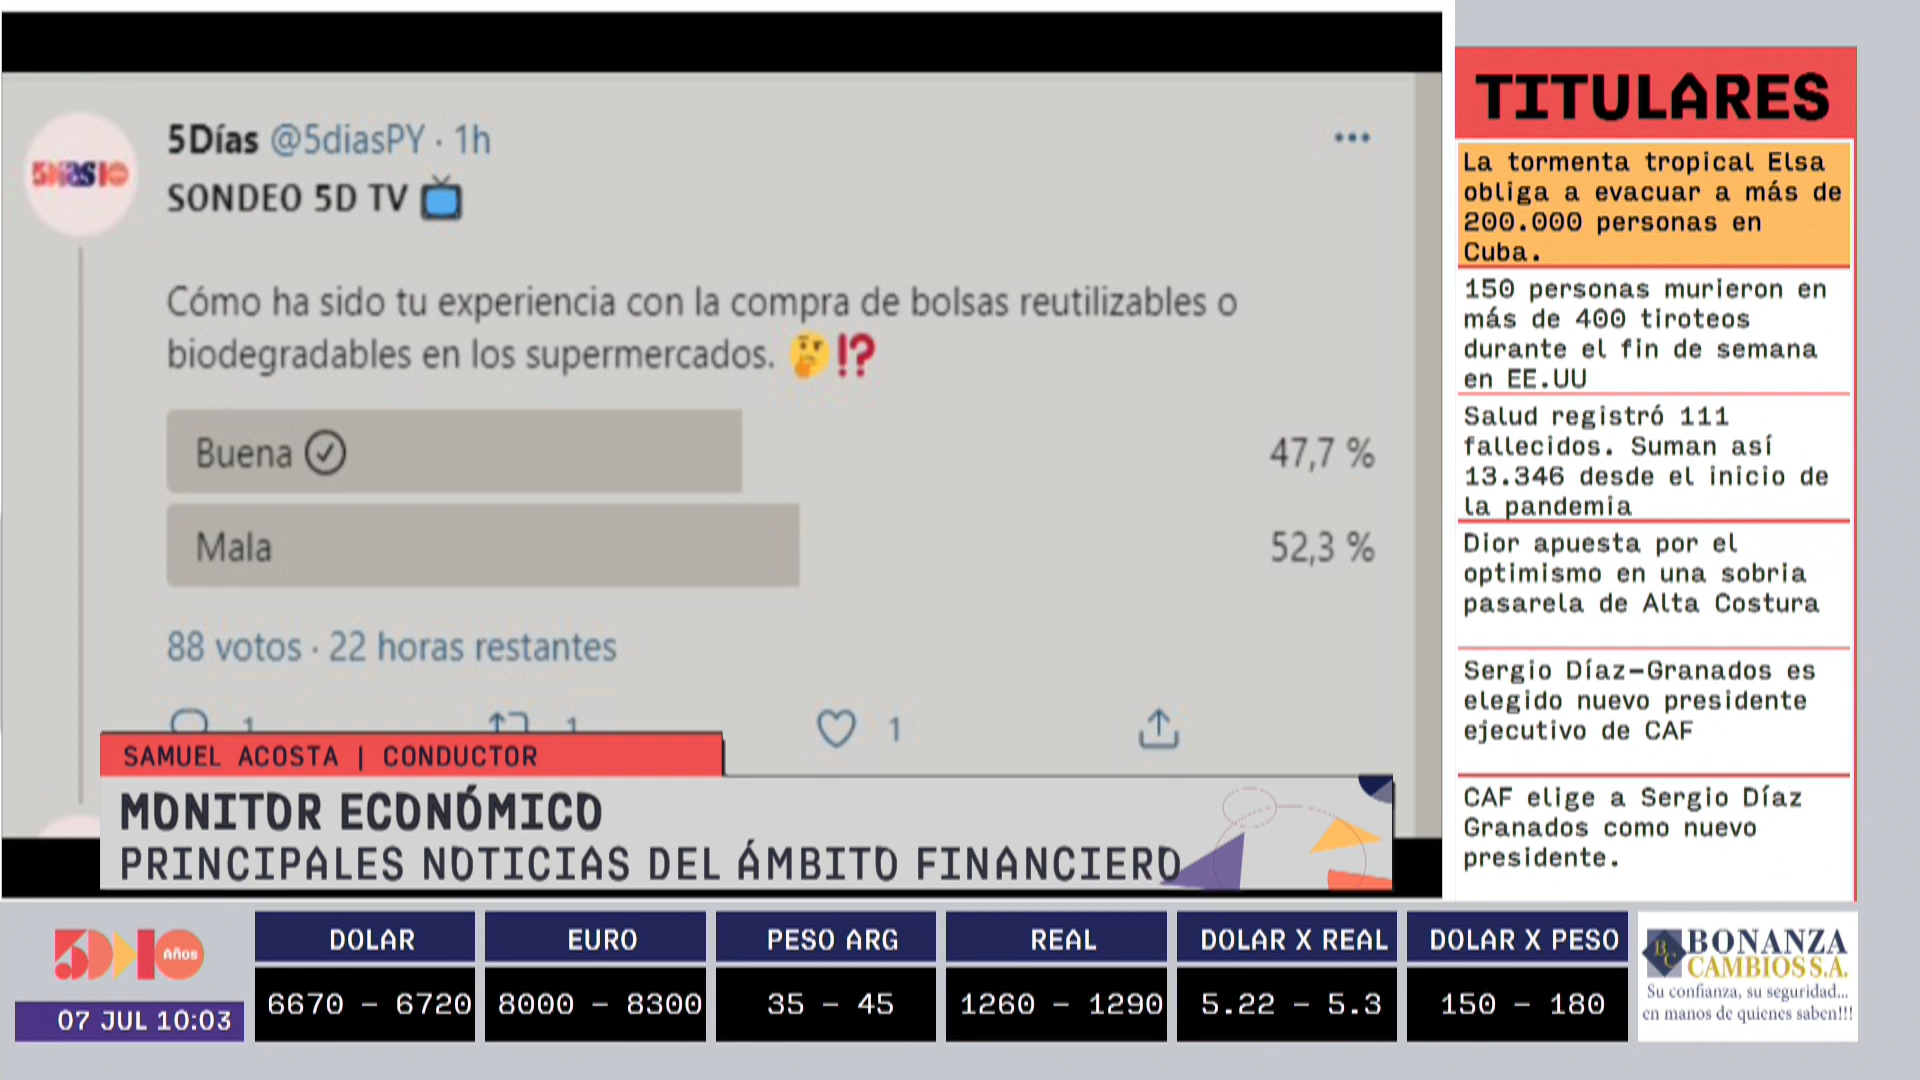 5Días @5diasPY · 1h
SONDEO 5D TV
Cómo ha sido tu experiencia con la compra de bolsas reutilizables o
biodegradables en los supermercados. 🤔⁉
Buena
47,7 %
Mala
52,3 %
88 votos · 22 horas restantes
1
1
1
SAMUEL ACOSTA | CONDUCTOR
MONITOR ECONÓMICO
PRINCIPALES NOTICIAS DEL ÁMBITO FINANCIERO
TITULARES
La tormenta tropical Elsa
obliga a evacuar a más de
200.000 personas en
Cuba.
150 personas murieron en
más de 400 tiroteos
durante el fin de semana
en EE.UU
Salud registró 111
fallecidos. Suman así
13.346 desde el inicio de
la pandemia
Dior apuesta por el
optimismo en una sobria
pasarela de Alta Costura
Sergio Díaz-Granados es
elegido nuevo presidente
ejecutivo de CAF
CAF elige a Sergio Díaz
Granados como nuevo
presidente.
5D 10 Años
07 JUL 10:03
DOLAR
6670 - 6720
EURO
8000 - 8300
PESO ARG
35 - 45
REAL
1260 - 1290
DOLAR X REAL
5.22 - 5.3
DOLAR X PESO
150 - 180
BC BONANZA
CAMBIOS S.A.
Su confianza, su seguridad...
en manos de quienes saben!!!